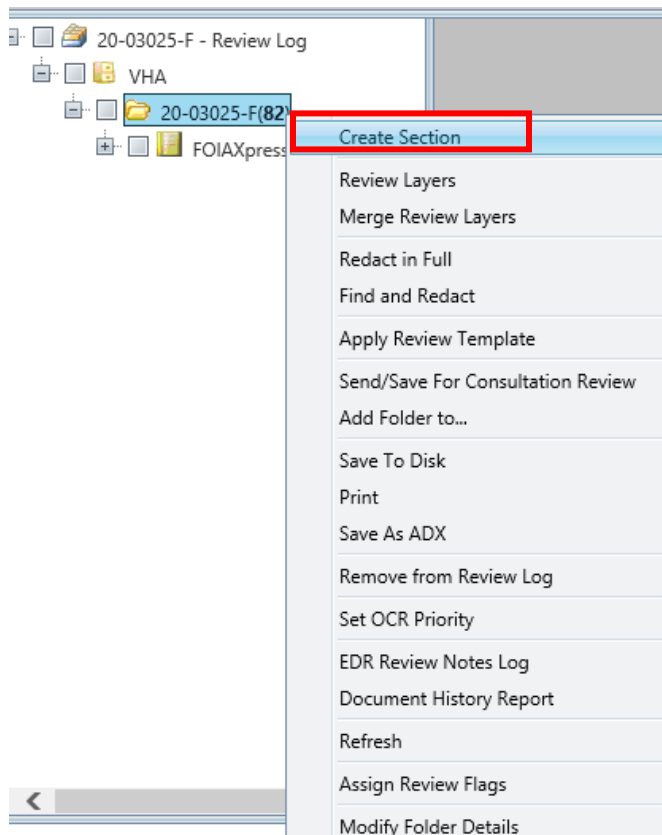 20-03025-F - Review Log
VHA
20-03025-F(82)
FOIAXpress
Create Section
Review Layers
Merge Review Layers
Redact in Full
Find and Redact
Apply Review Template
Send/Save For Consultation Review
Add Folder to...
Save To Disk
Print
Save As ADX
Remove from Review Log
Set OCR Priority
EDR Review Notes Log
Document History Report
Refresh
Assign Review Flags
Modify Folder Details